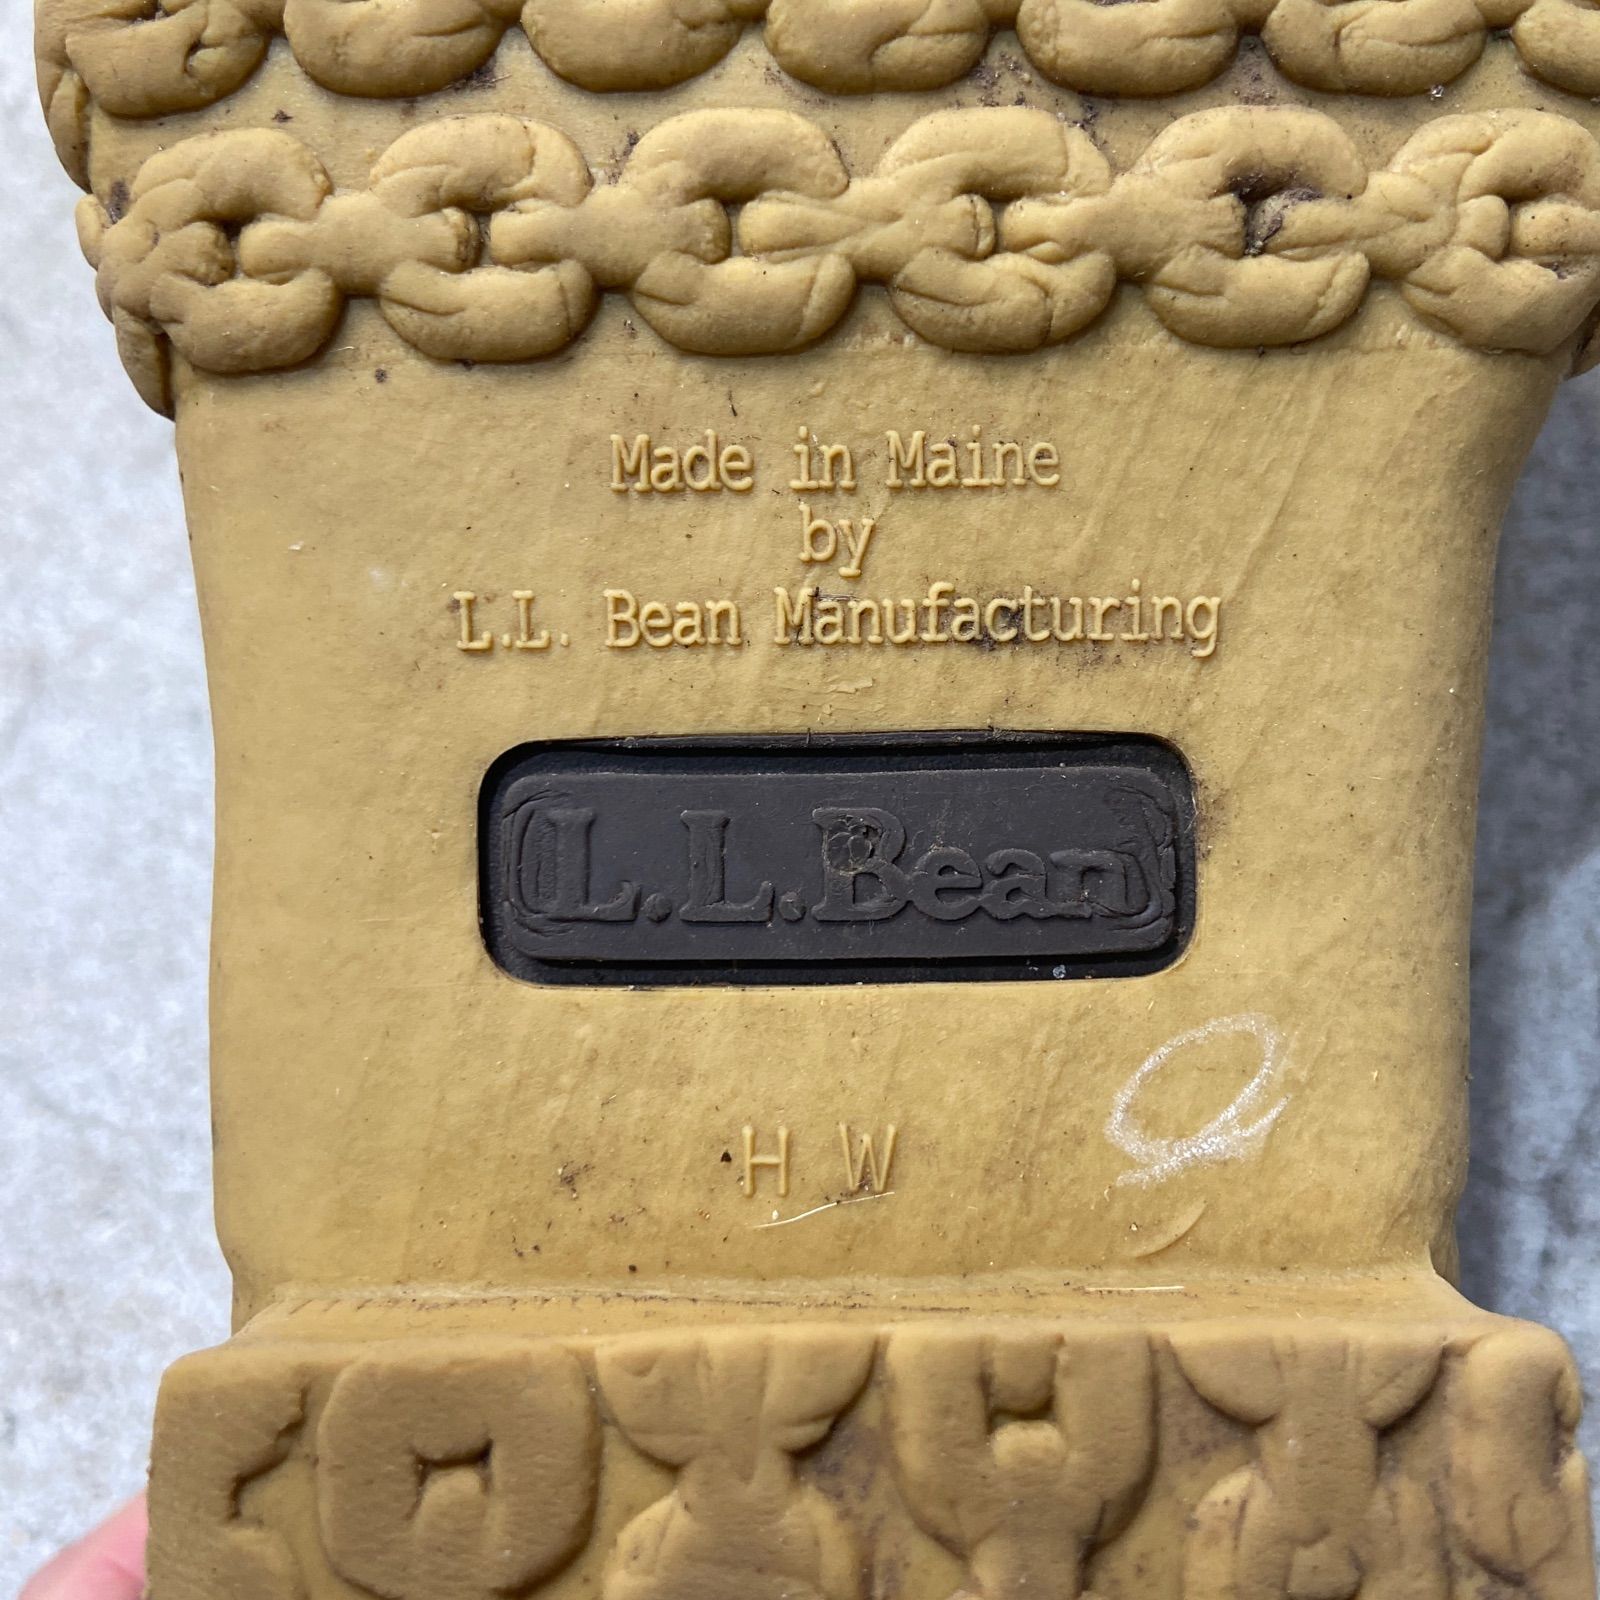 Made in Maine
by
L.L. Bean Manufacturing
L.L.Bean
H W